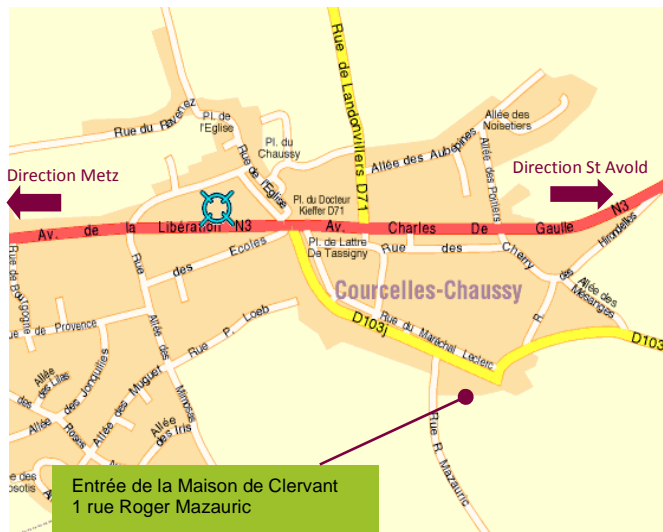 Rue du Ravenez
Pl. de
l'Eglise
Pl. du
Chaussy
Rue de l'Eglise
Rue de Landonvillers D71
Allée des
Noisetiers
Allée des Aubépines
Allée des Poiriers
Direction Metz
Direction St Avold
Pl. du Docteur
Kieffer D71
Av. de la Libération N3
Av. Charles De Gaulle
N3
Hirondelles
Rue des Ecoles
Pl. de Lattre
De Tassigny
Rue des Cherry
R. des
Allée des
Mésanges
Courcelles-Chaussy
Rue de Provence
Rue P. Loeb
D103j
Rue du Maréchal Leclerc
D103
Allée des Mimosas
Allée
des Lilas
Allée des Jonquilles
Allée des Muguet
Allée
des Iris
Roses
Rue R. Mazauric
Entrée de la Maison de Clervant
1 rue Roger Mazauric